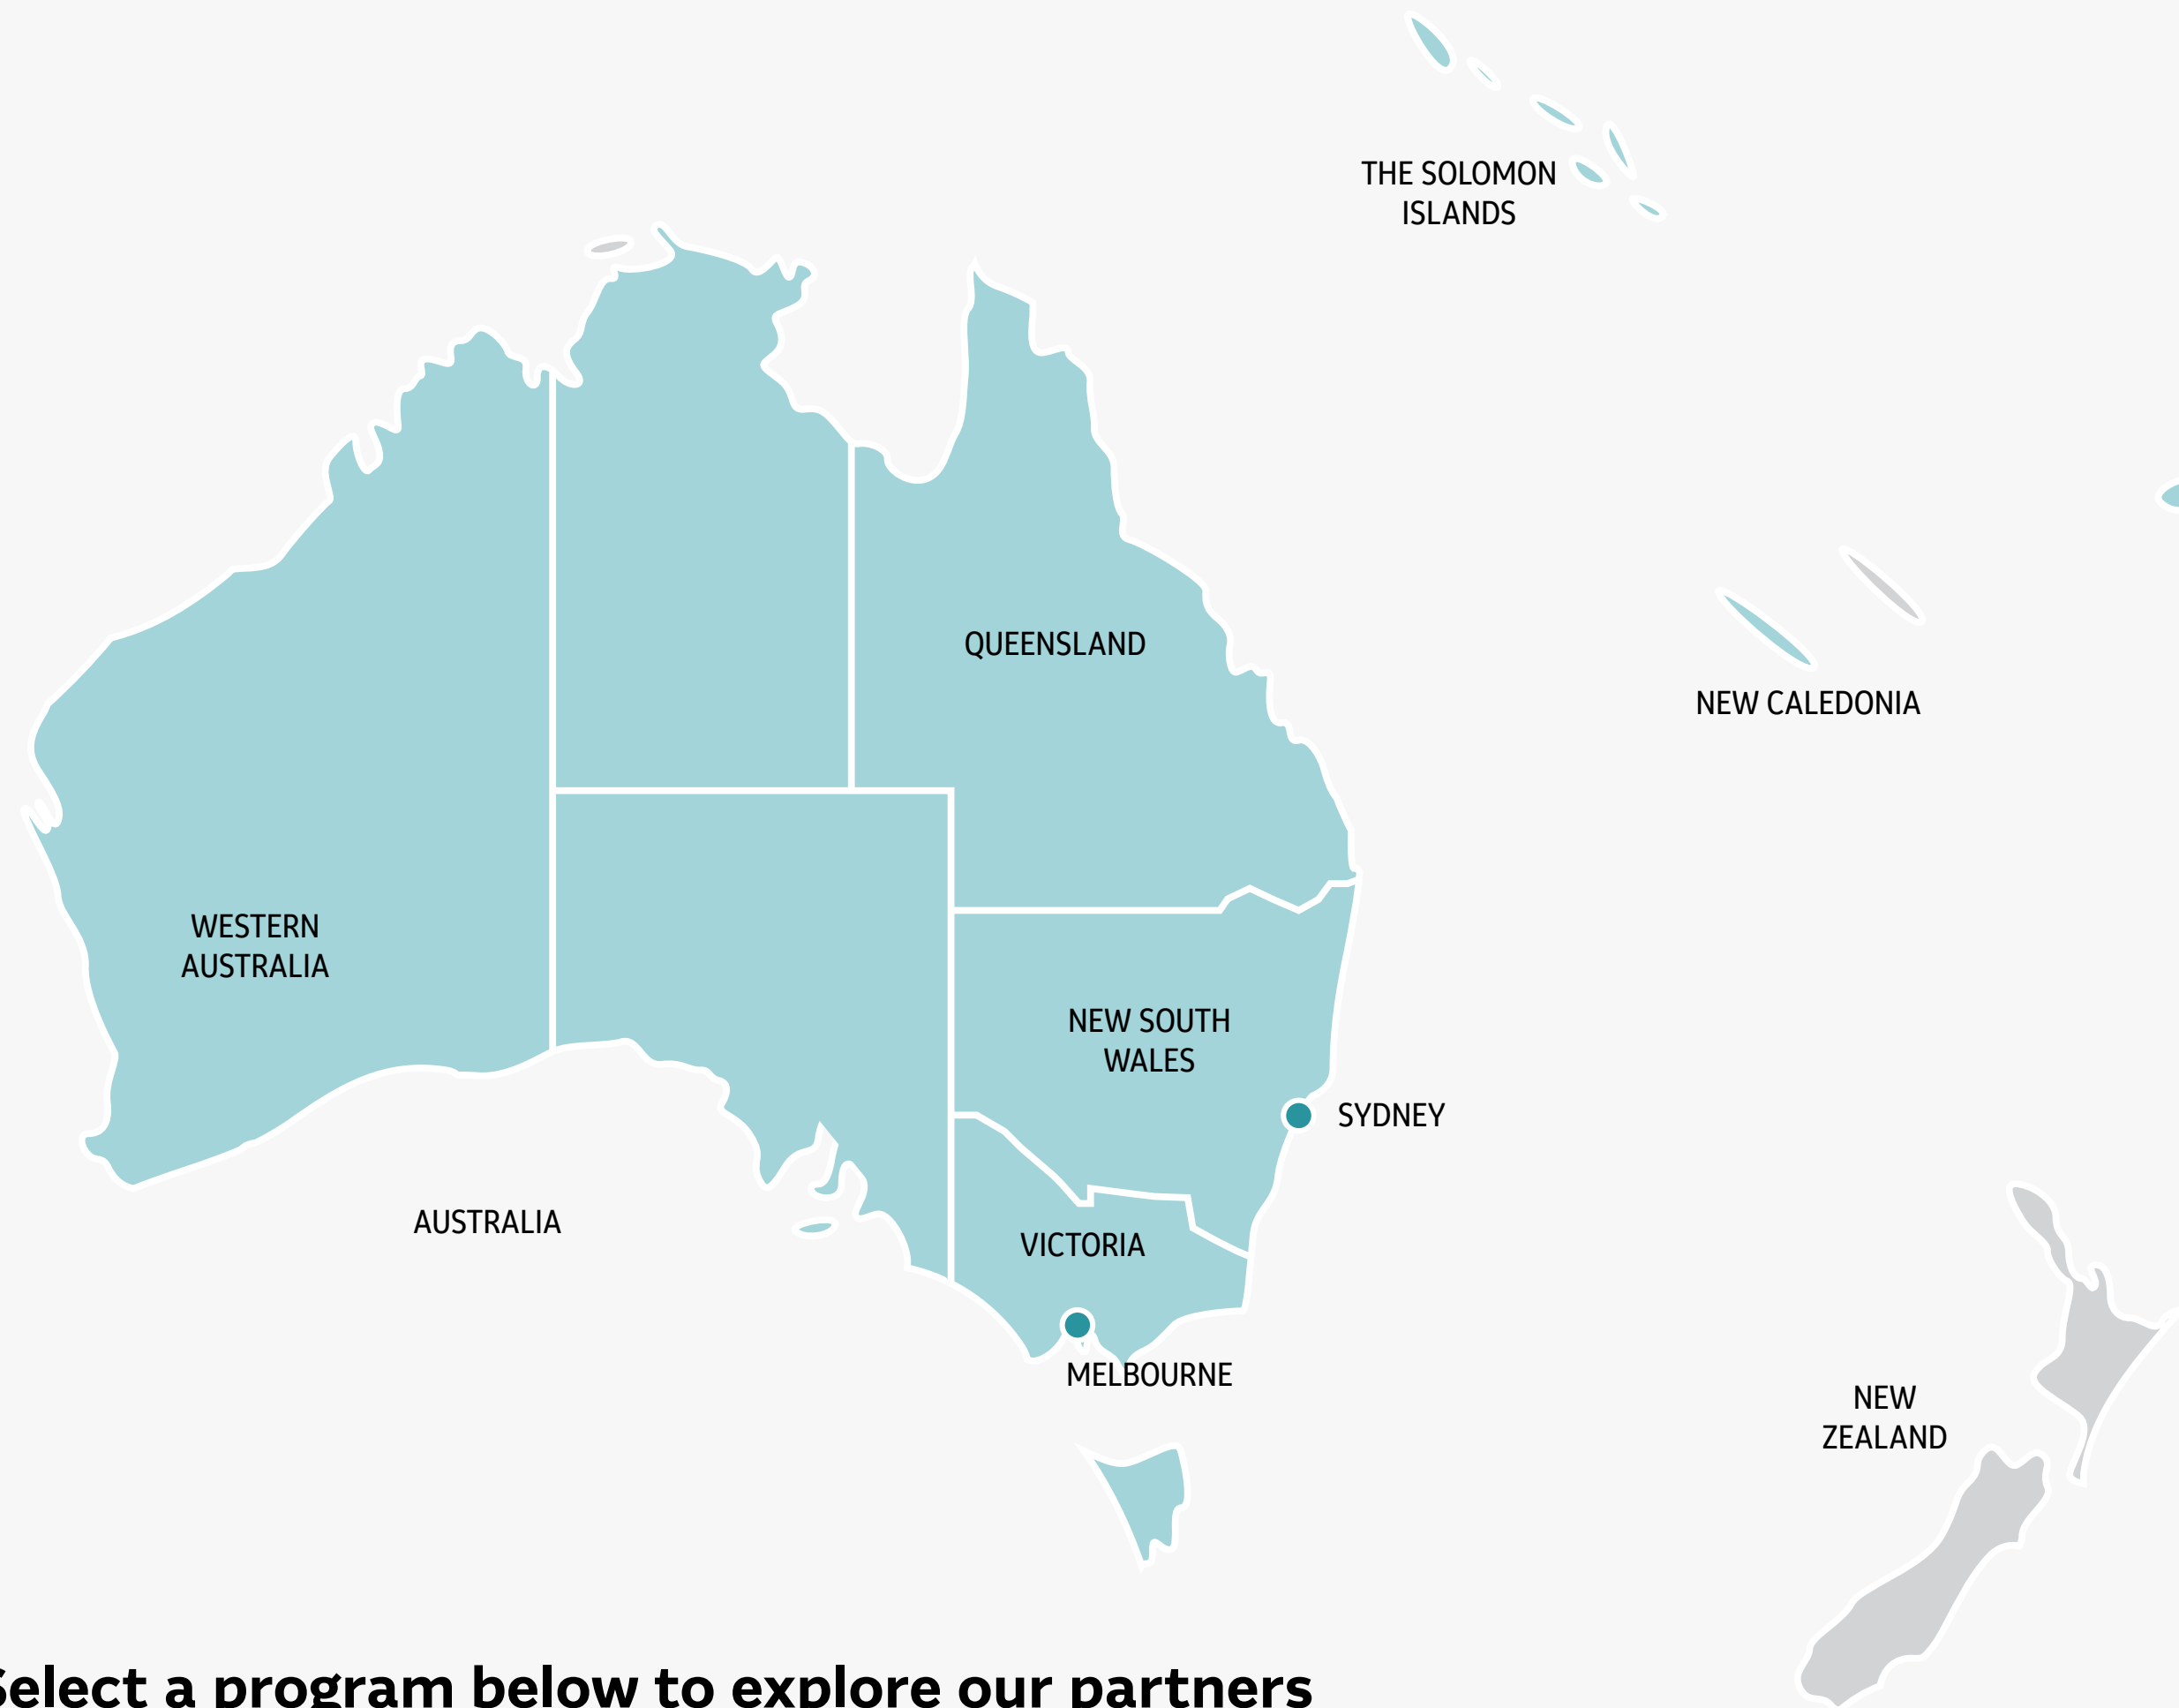 THE SOLOMON
ISLANDS
QUEENSLAND
NEW CALEDONIA
WESTERN
AUSTRALIA
NEW SOUTH
WALES
SYDNEY
AUSTRALIA
VICTORIA
MELBOURNE
NEW
ZEALAND
Select a program below to explore our partners